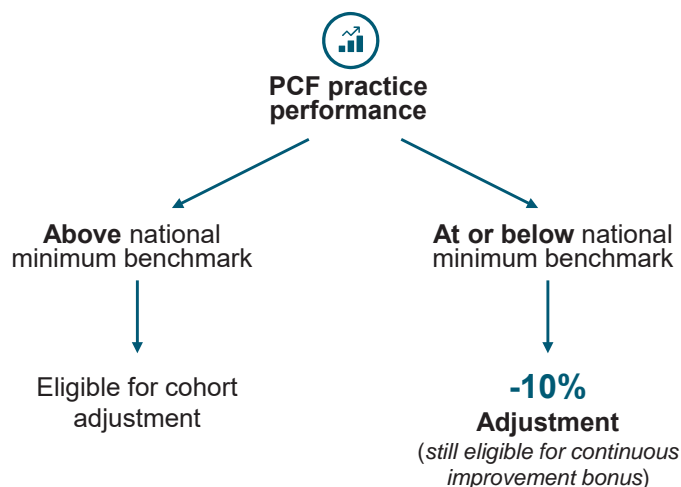 PCF practice
performance
Above national
minimum benchmark
At or below national
minimum benchmark
Eligible for cohort
adjustment
-10%
Adjustment
(still eligible for continuous
improvement bonus)